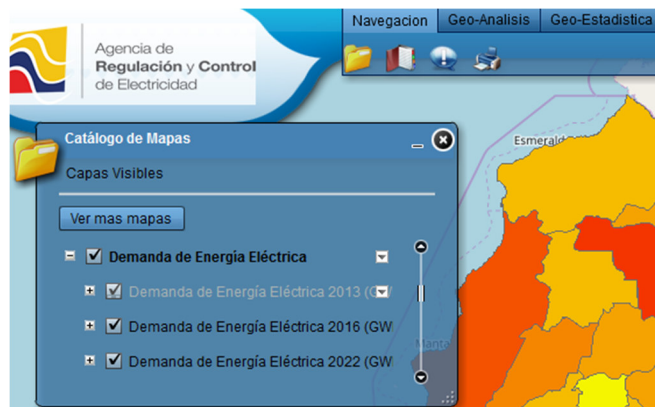 Navegacion Geo-Analisis Geo-Estadistica
Agencia de
Regulación y Control
de Electricidad
Catálogo de Mapas
Capas Visibles
Ver mas mapas
Demanda de Energía Eléctrica
Demanda de Energía Eléctrica 2013 (G
Demanda de Energía Eléctrica 2016 (GW
Demanda de Energía Eléctrica 2022 (GW
Manta